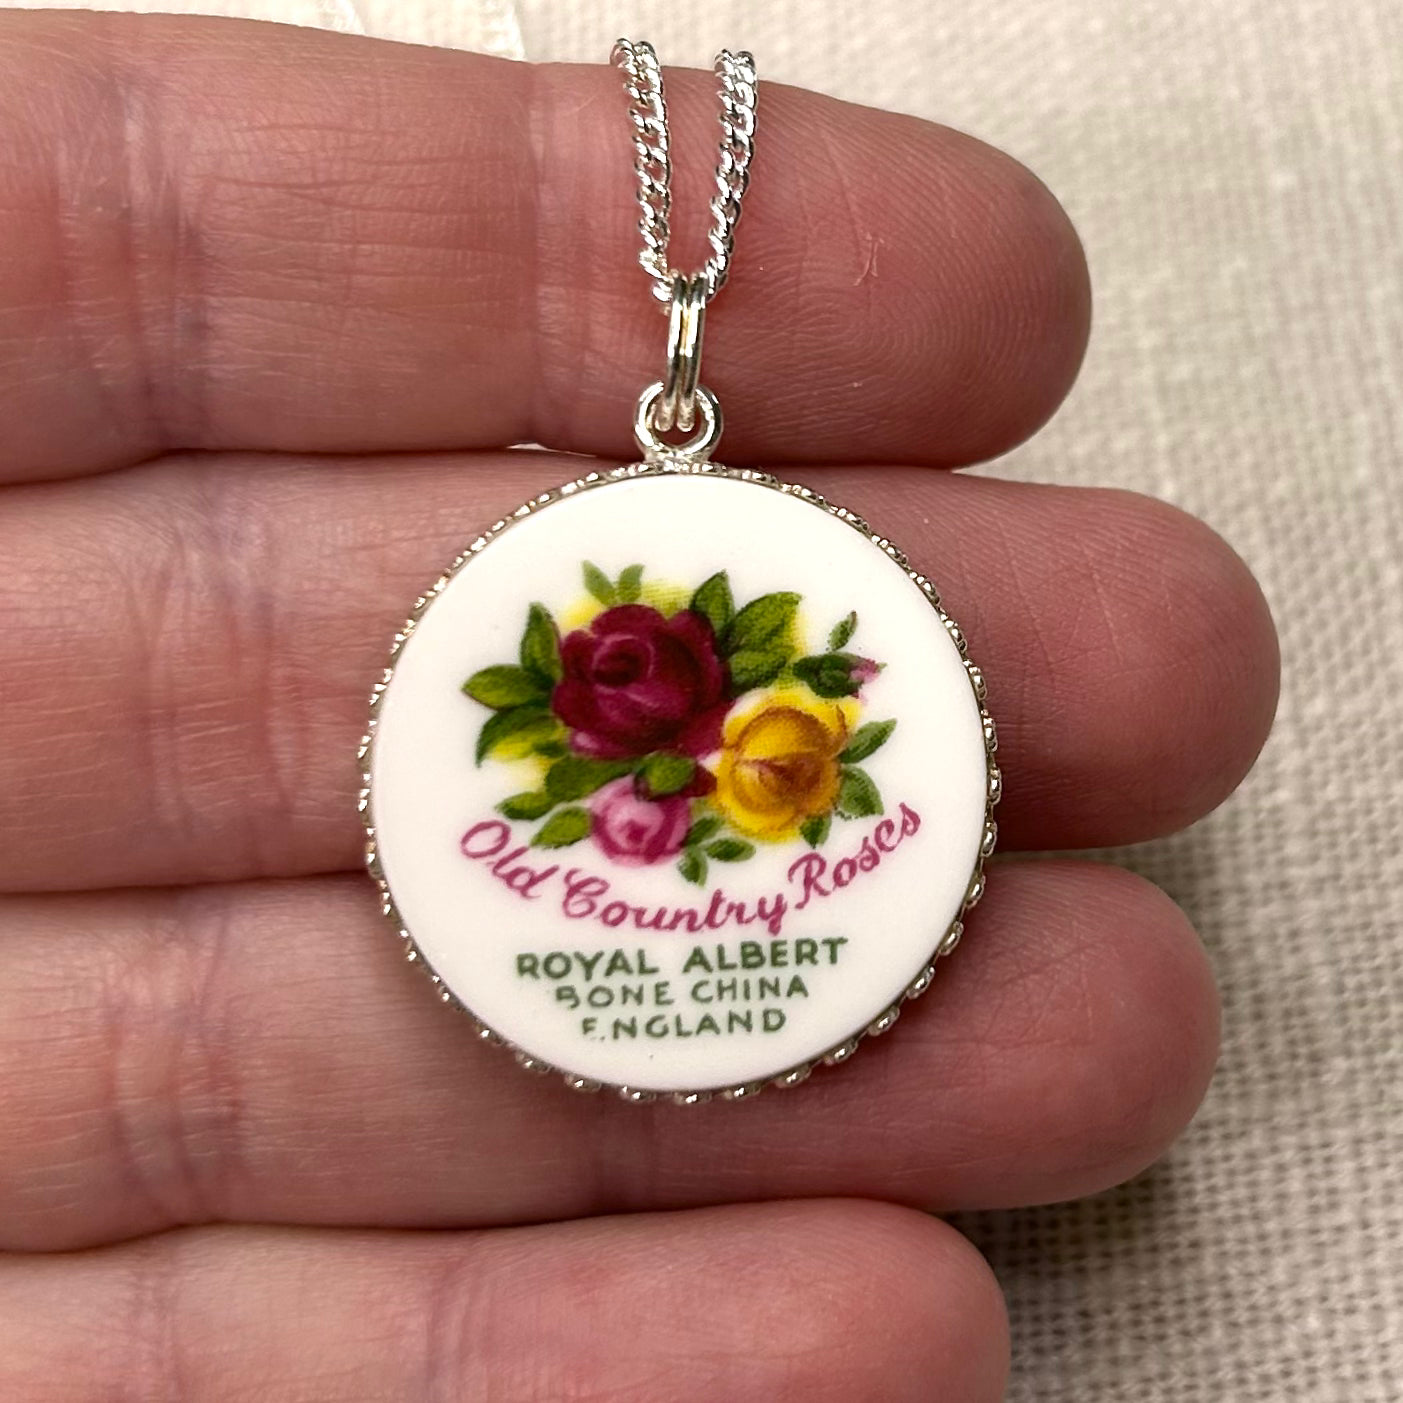 Old Country Roses
ROYAL ALBERT
BONE CHINA
ENGLAND